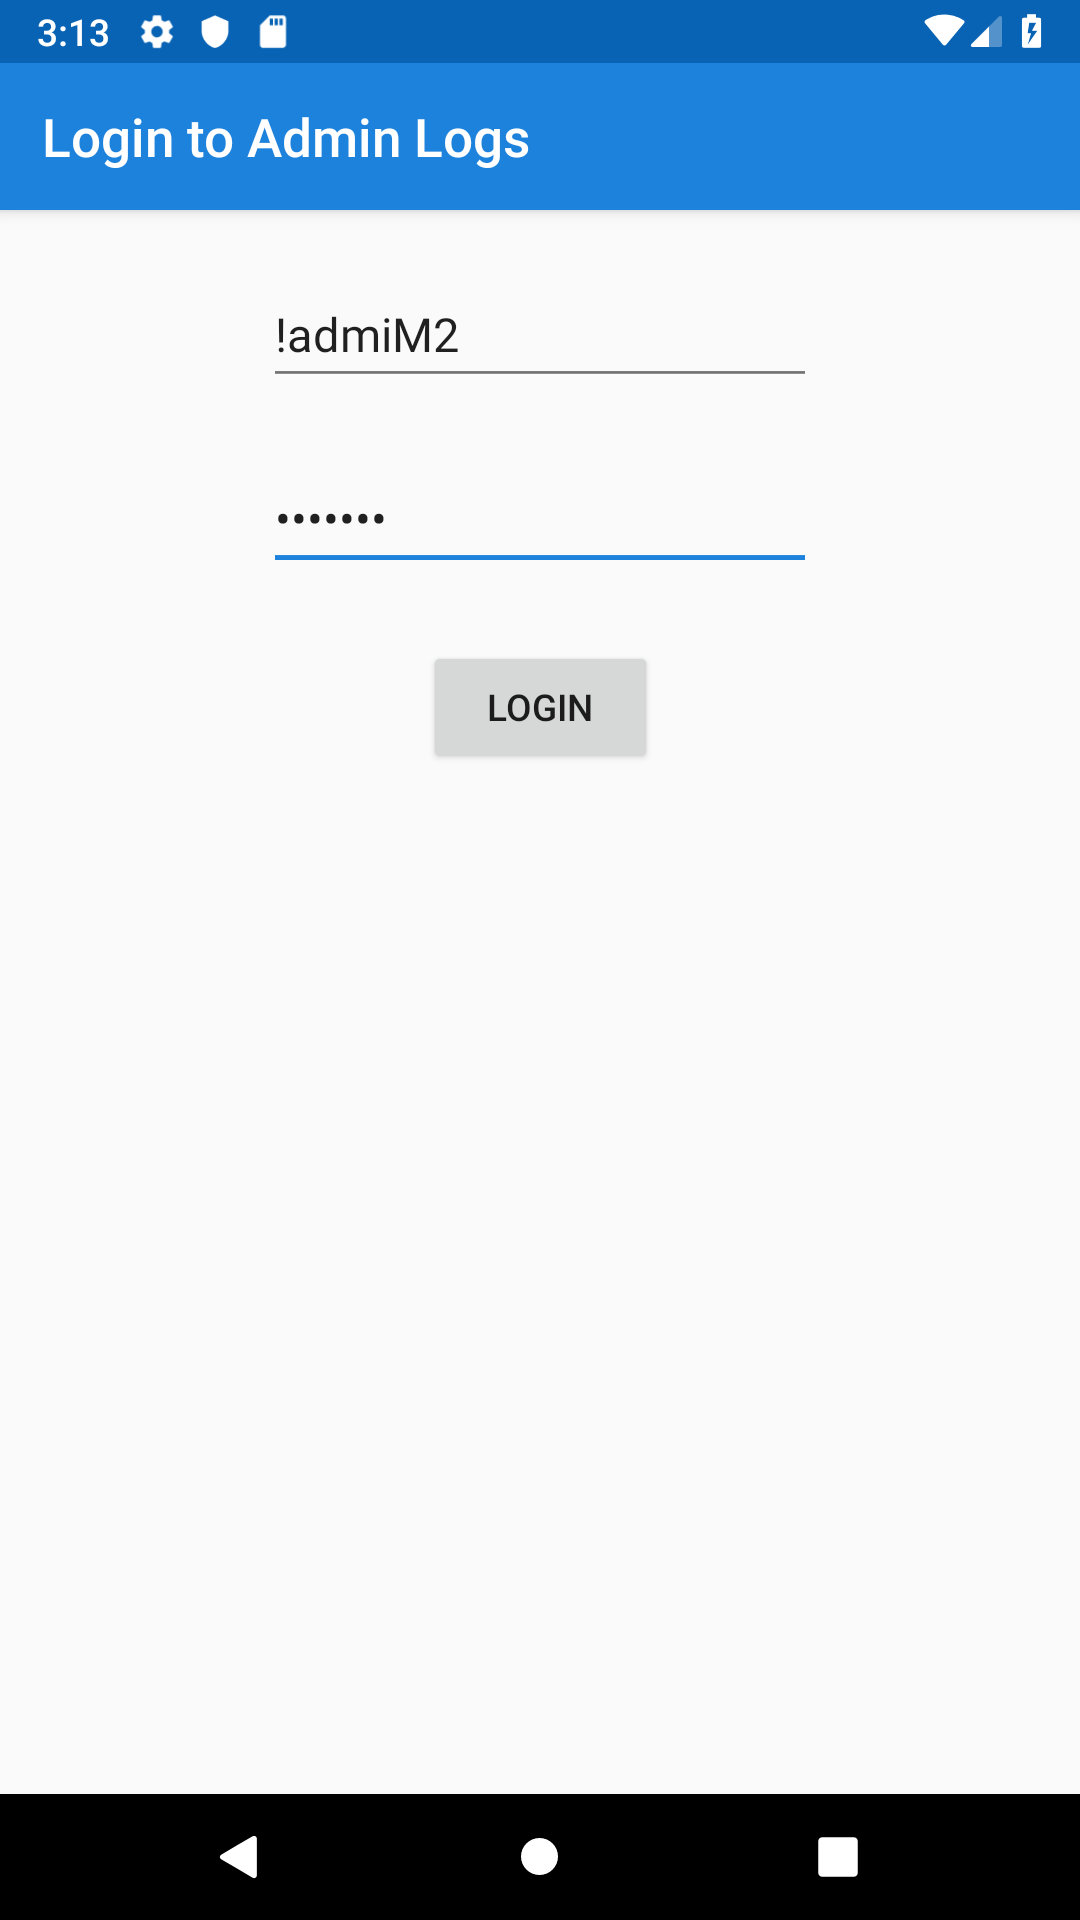 3:13
Login to Admin Logs
!admiM2
•••••••
LOGIN